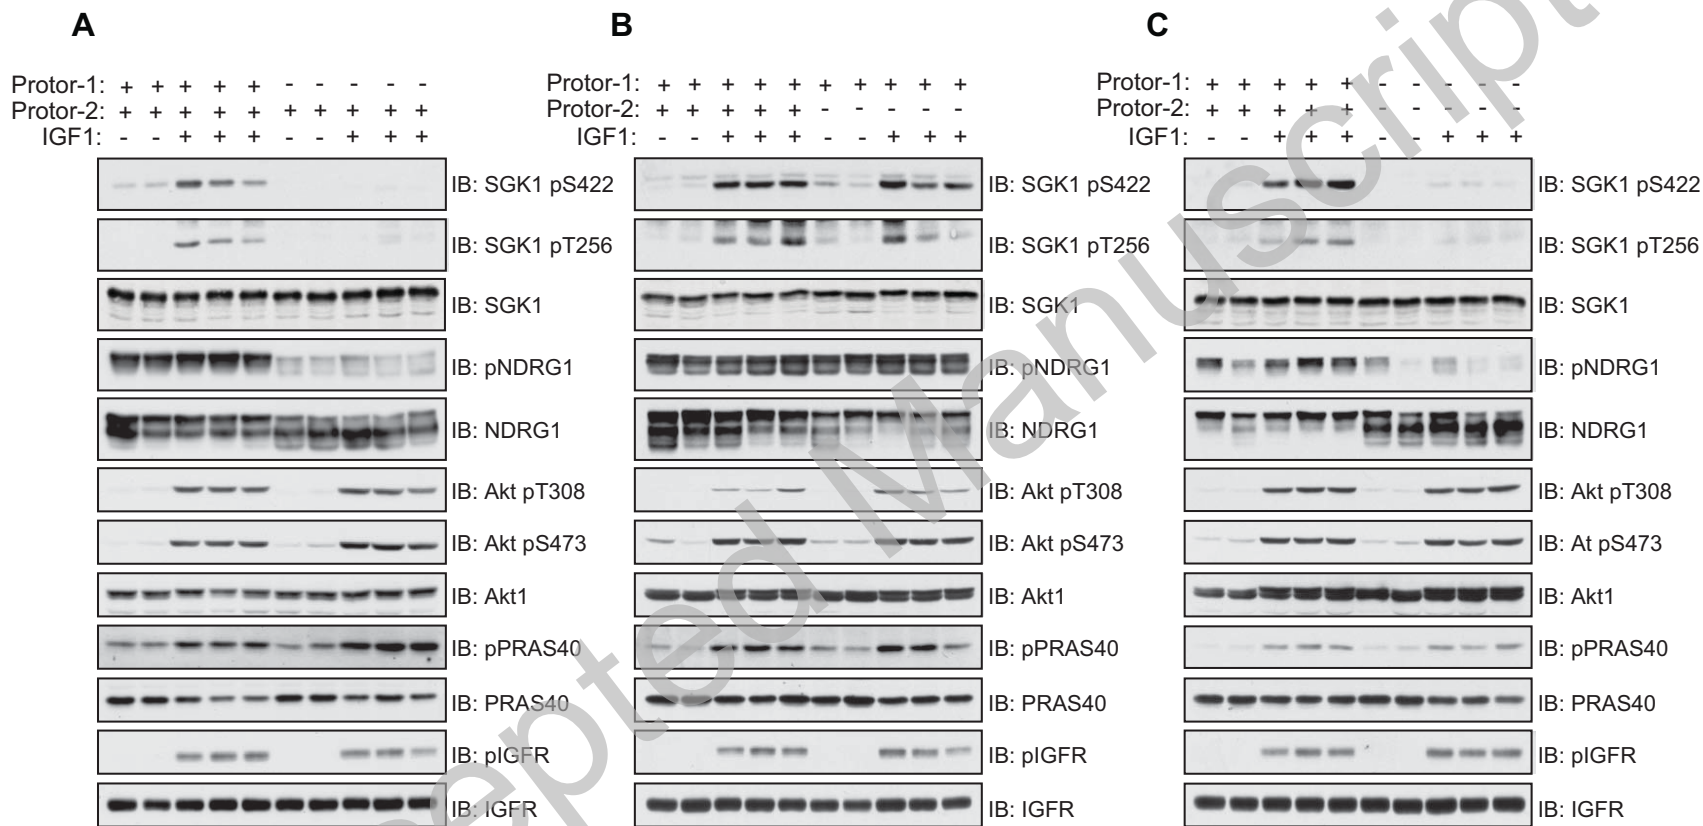 A B C
Protor-1: + + + + + - - - - - Protor-1: + + + + + + + + + + Protor-1: + + + + + - - - - -
Protor-2: + + + + + + + + + + Protor-2: + + + + + - - - - - Protor-2: + + + + + - - - - -
IGF1: - - + + + - - + + + IGF1: - - + + + - - + + + IGF1: - - + + + - - + + +
IB: SGK1 pS422 IB: SGK1 pS422 IB: SGK1 pS422
IB: SGK1 pT256 IB: SGK1 pT256 IB: SGK1 pT256
IB: SGK1 IB: SGK1 IB: SGK1
IB: pNDRG1 IB: pNDRG1 IB: pNDRG1
IB: NDRG1 IB: NDRG1 IB: NDRG1
IB: Akt pT308 IB: Akt pT308 IB: Akt pT308
IB: Akt pS473 IB: Akt pS473 IB: At pS473
IB: Akt1 IB: Akt1 IB: Akt1
IB: pPRAS40 IB: pPRAS40 IB: pPRAS40
IB: PRAS40 IB: PRAS40 IB: PRAS40
IB: pIGFR IB: pIGFR IB: pIGFR
IB: IGFR IB: IGFR IB: IGFR
epted Manuscript